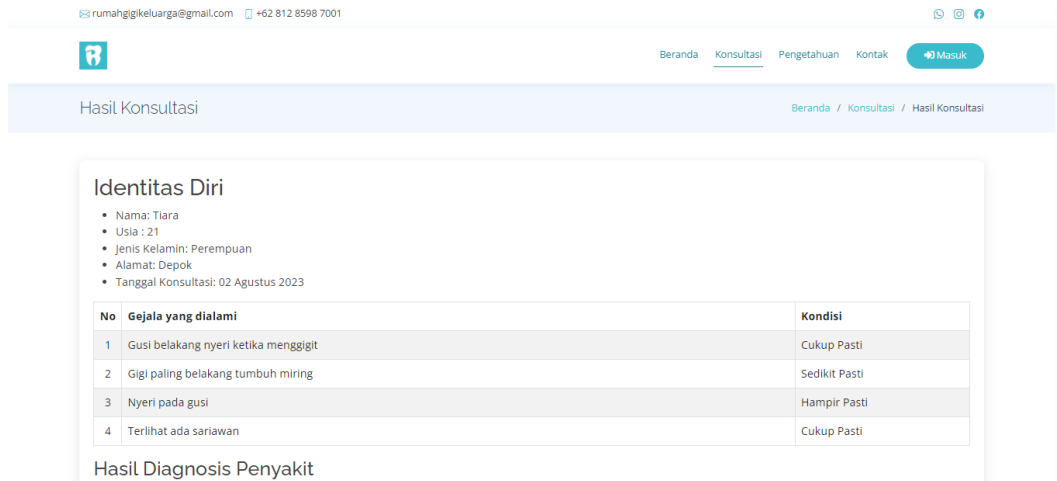 rumahgigikeluarga@gmail.com +62 812 8598 7001
Beranda Konsultasi Pengetahuan Kontak Masuk
Hasil Konsultasi Beranda / Konsultasi / Hasil Konsultasi
Identitas Diri
• Nama: Tiara
• Usia : 21
• Jenis Kelamin: Perempuan
• Alamat: Depok
• Tanggal Konsultasi: 02 Agustus 2023
No Gejala yang dialami Kondisi
1 Gusi belakang nyeri ketika menggigit Cukup Pasti
2 Gigi paling belakang tumbuh miring Sedikit Pasti
3 Nyeri pada gusi Hampir Pasti
4 Terlihat ada sariawan Cukup Pasti
Hasil Diagnosis Penyakit